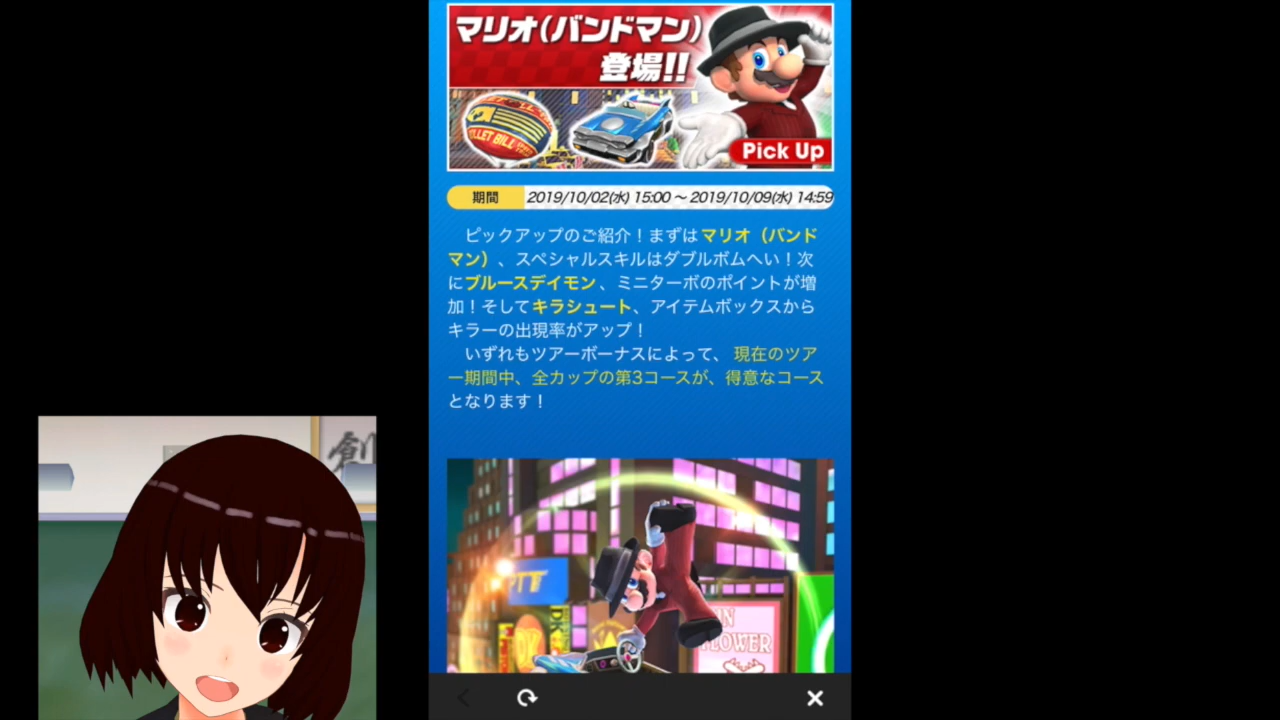 マリオ(バンドマン)
登場!!
BULLET BILL
Pick Up
期間 2019/10/02(水) 15:00 ～ 2019/10/09(水) 14:59
ピックアップのご紹介！まずはマリオ（バンド
マン）、スペシャルスキルはダブルボムへい！次
にブルースデイモン、ミニターボのポイントが増
加！そしてキラシュート、アイテムボックスから
キラーの出現率がアップ！
いずれもツアーボーナスによって、現在のツア
ー期間中、全カップの第3コースが、得意なコース
となります！
創
DK
FLOWER